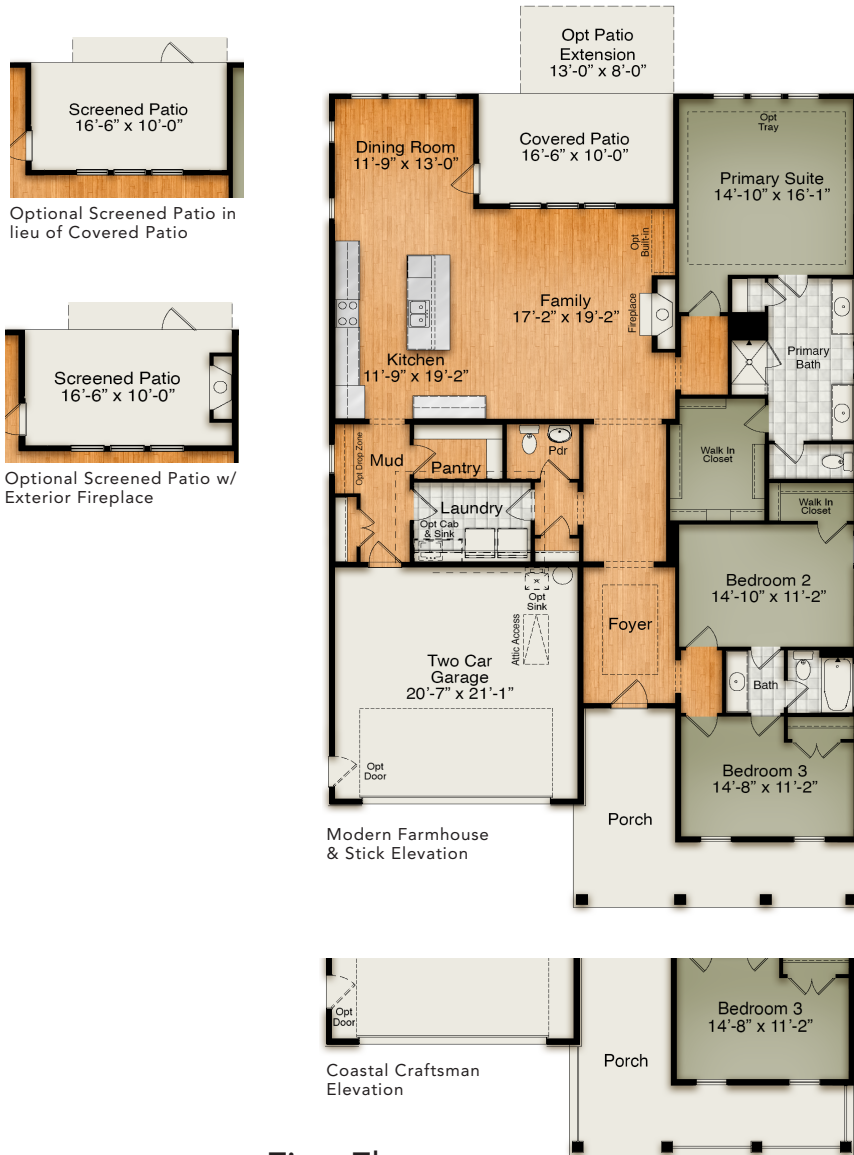 Screened Patio
16'-6" x 10'-0"
Optional Screened Patio in
lieu of Covered Patio
Screened Patio
16'-6" x 10'-0"
Optional Screened Patio w/
Exterior Fireplace
Opt Patio
Extension
13'-0" x 8'-0"
Dining Room
11'-9" x 13'-0"
Covered Patio
16'-6" x 10'-0"
Opt
Tray
Primary Suite
14'-10" x 16'-1"
Opt
Built-in
Family
17'-2" x 19'-2"
Fireplace
Kitchen
11'-9" x 19'-2"
Primary
Bath
Opt Drop Zone
Mud
Pantry
Pdr
Walk In
Closet
Laundry
Opt Cab
& Sink
Walk In
Closet
Bedroom 2
14'-10" x 11'-2"
Opt
Sink
Attic Access
Foyer
Two Car
Garage
20'-7" x 21'-1"
Bath
Opt
Door
Bedroom 3
14'-8" x 11'-2"
Porch
Modern Farmhouse
& Stick Elevation
Opt
Door
Bedroom 3
14'-8" x 11'-2"
Porch
Coastal Craftsman
Elevation